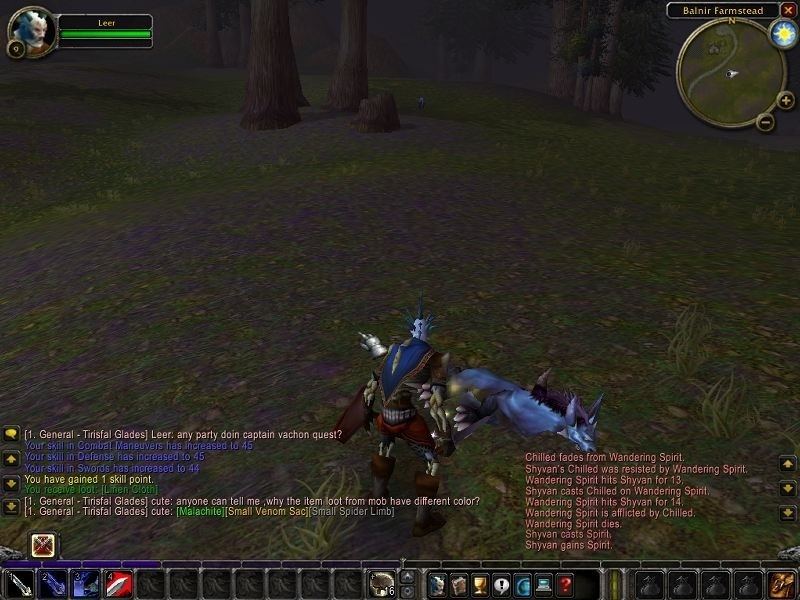 Leer
9
Balnir Farmstead
N
[1. General - Tirisfal Glades] Leer: any party doin captain vachon quest?
Your skill in Combat Maneuvers has increased to 45
Your skill in Defense has increased to 45
Your skill in Swords has increased to 44
You have gained 1 skill point.
You receive loot: [Linen Cloth]
[1. General - Tirisfal Glades] cute: anyone can tell me ,why the item loot from mob have different color?
[1. General - Tirisfal Glades] cute: [Malachite][Small Venom Sac][Small Spider Limb]
Chilled fades from Wandering Spirit.
Shyvan's Chilled was resisted by Wandering Spirit.
Wandering Spirit hits Shyvan for 13.
Shyvan casts Chilled on Wandering Spirit.
Wandering Spirit hits Shyvan for 14.
Wandering Spirit is afflicted by Chilled.
Wandering Spirit dies.
Shyvan casts Spirit.
Shyvan gains Spirit.
1 2 3 4
16